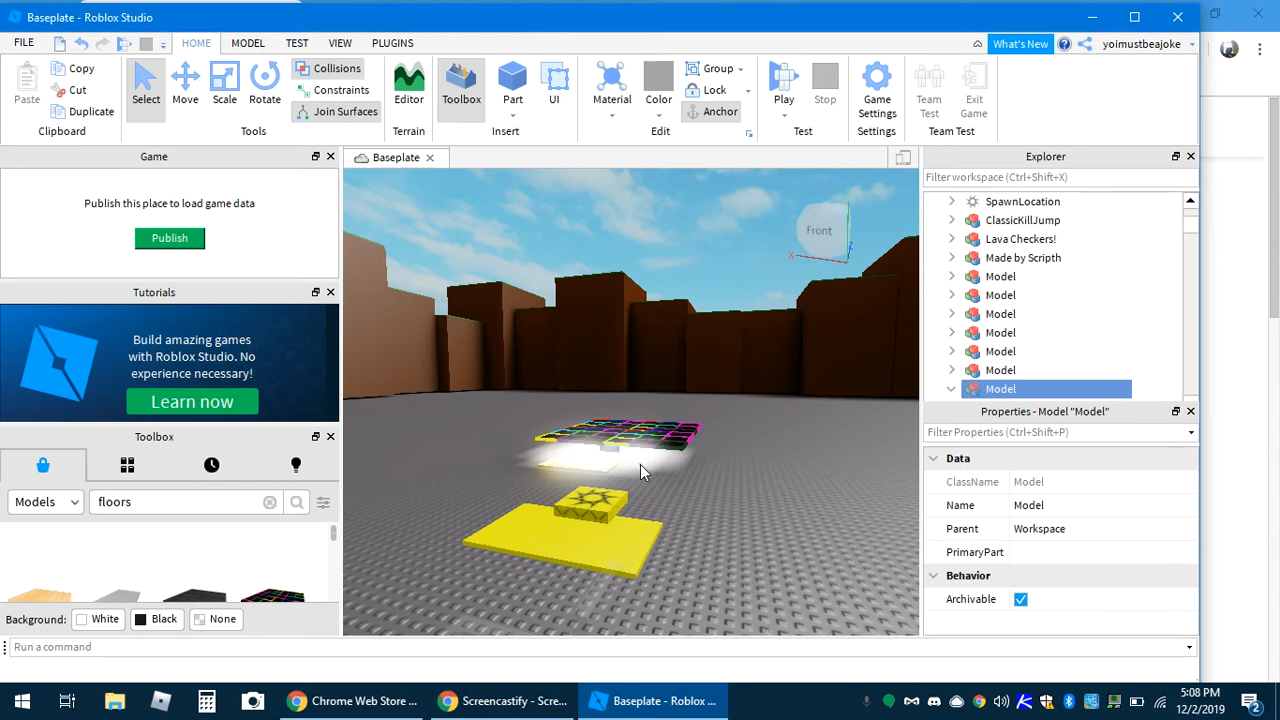 Baseplate - Roblox Studio
FILE HOME MODEL TEST VIEW PLUGINS What's New yoimustbeajoke
Paste Copy Cut Duplicate Clipboard
Select Move Scale Rotate Collisions Constraints Join Surfaces Tools
Editor Terrain
Toolbox Part UI Insert
Material Color Group Lock Anchor Edit
Play Stop Test
Game Settings Settings
Team Test Exit Game Team Test
Game
Publish this place to load game data
Publish
Tutorials
Build amazing games
with Roblox Studio. No
experience necessary!
Learn now
Toolbox
Models floors
Background: White Black None
Run a command
Baseplate
Front
X
Explorer
Filter workspace (Ctrl+Shift+X)
SpawnLocation
ClassicKillJump
Lava Checkers!
Made by Scripth
Model
Model
Model
Model
Model
Model
Model
Properties - Model "Model"
Filter Properties (Ctrl+Shift+P)
Data
ClassName Model
Name Model
Parent Workspace
PrimaryPart
Behavior
Archivable
Chrome Web Store ...
Screencastify - Scre...
Baseplate - Roblox ...
5:08 PM
12/2/2019
2